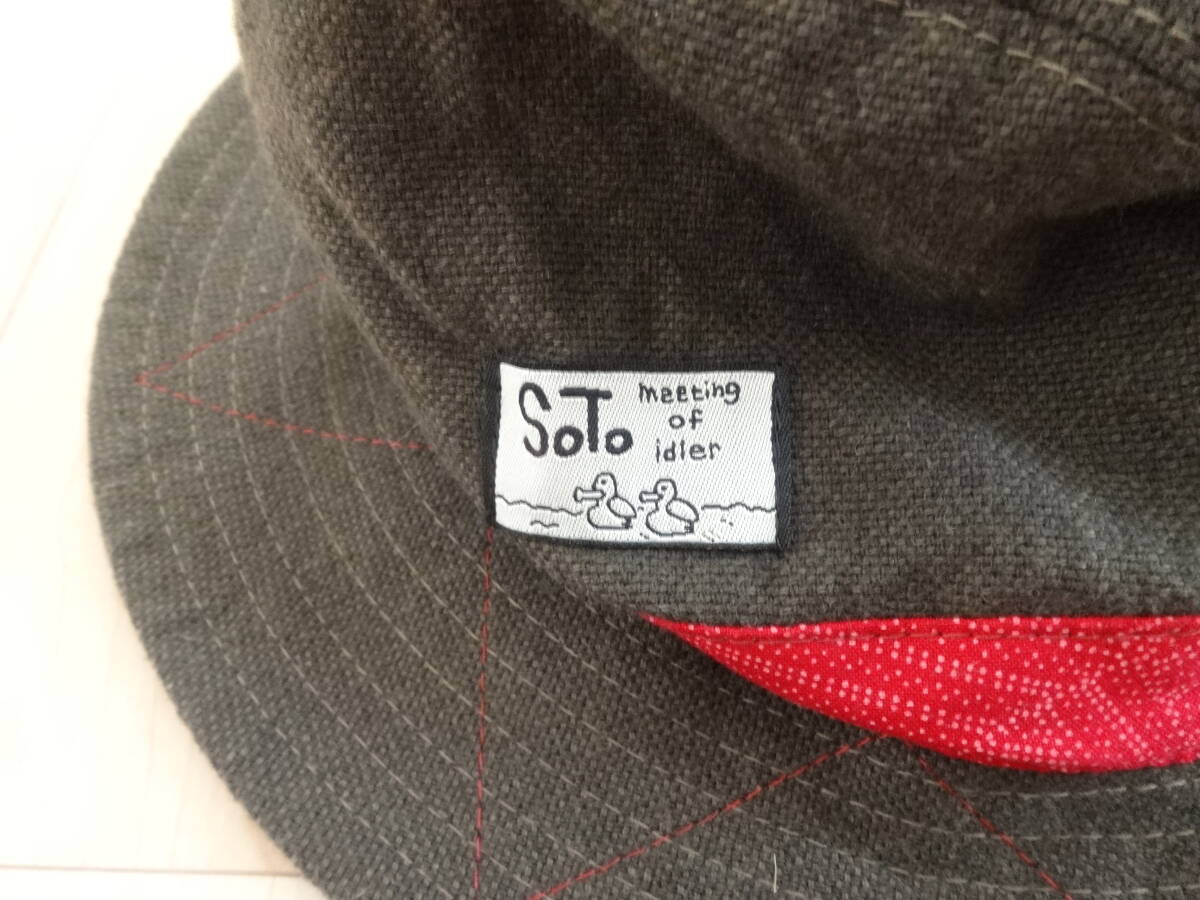 SoTo
meeting
of
idler